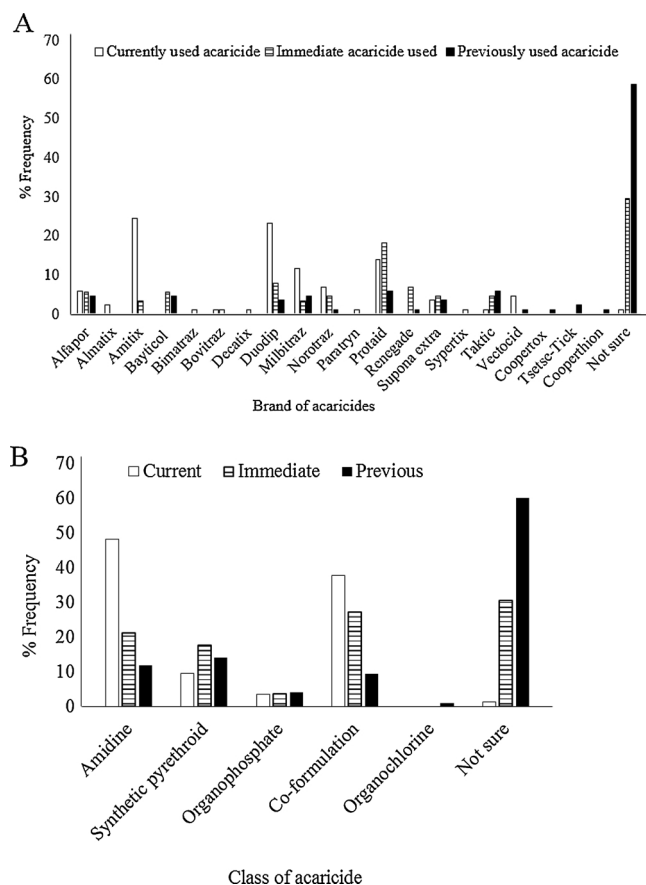 A
70
Currently used acaricide Immediate acaricide used Previously used acaricide
60
50
40
30
20
10
0
% Frequency
Alfapor
Almatix
Amitix
Bayticol
Bimatraz
Bovitraz
Decatix
Duodip
Milbitraz
Norotraz
Paratryn
Protaid
Renegade
Supona extra
Sypertix
Taktic
Vectocid
Coopertox
Tsetse-Tick
Cooperthion
Not sure
Brand of acaricides
B
70
Current Immediate Previous
60
50
40
30
20
10
0
% Frequency
Amidine
Synthetic pyrethroid
Organophosphate
Co-formulation
Organochlorine
Not sure
Class of acaricide